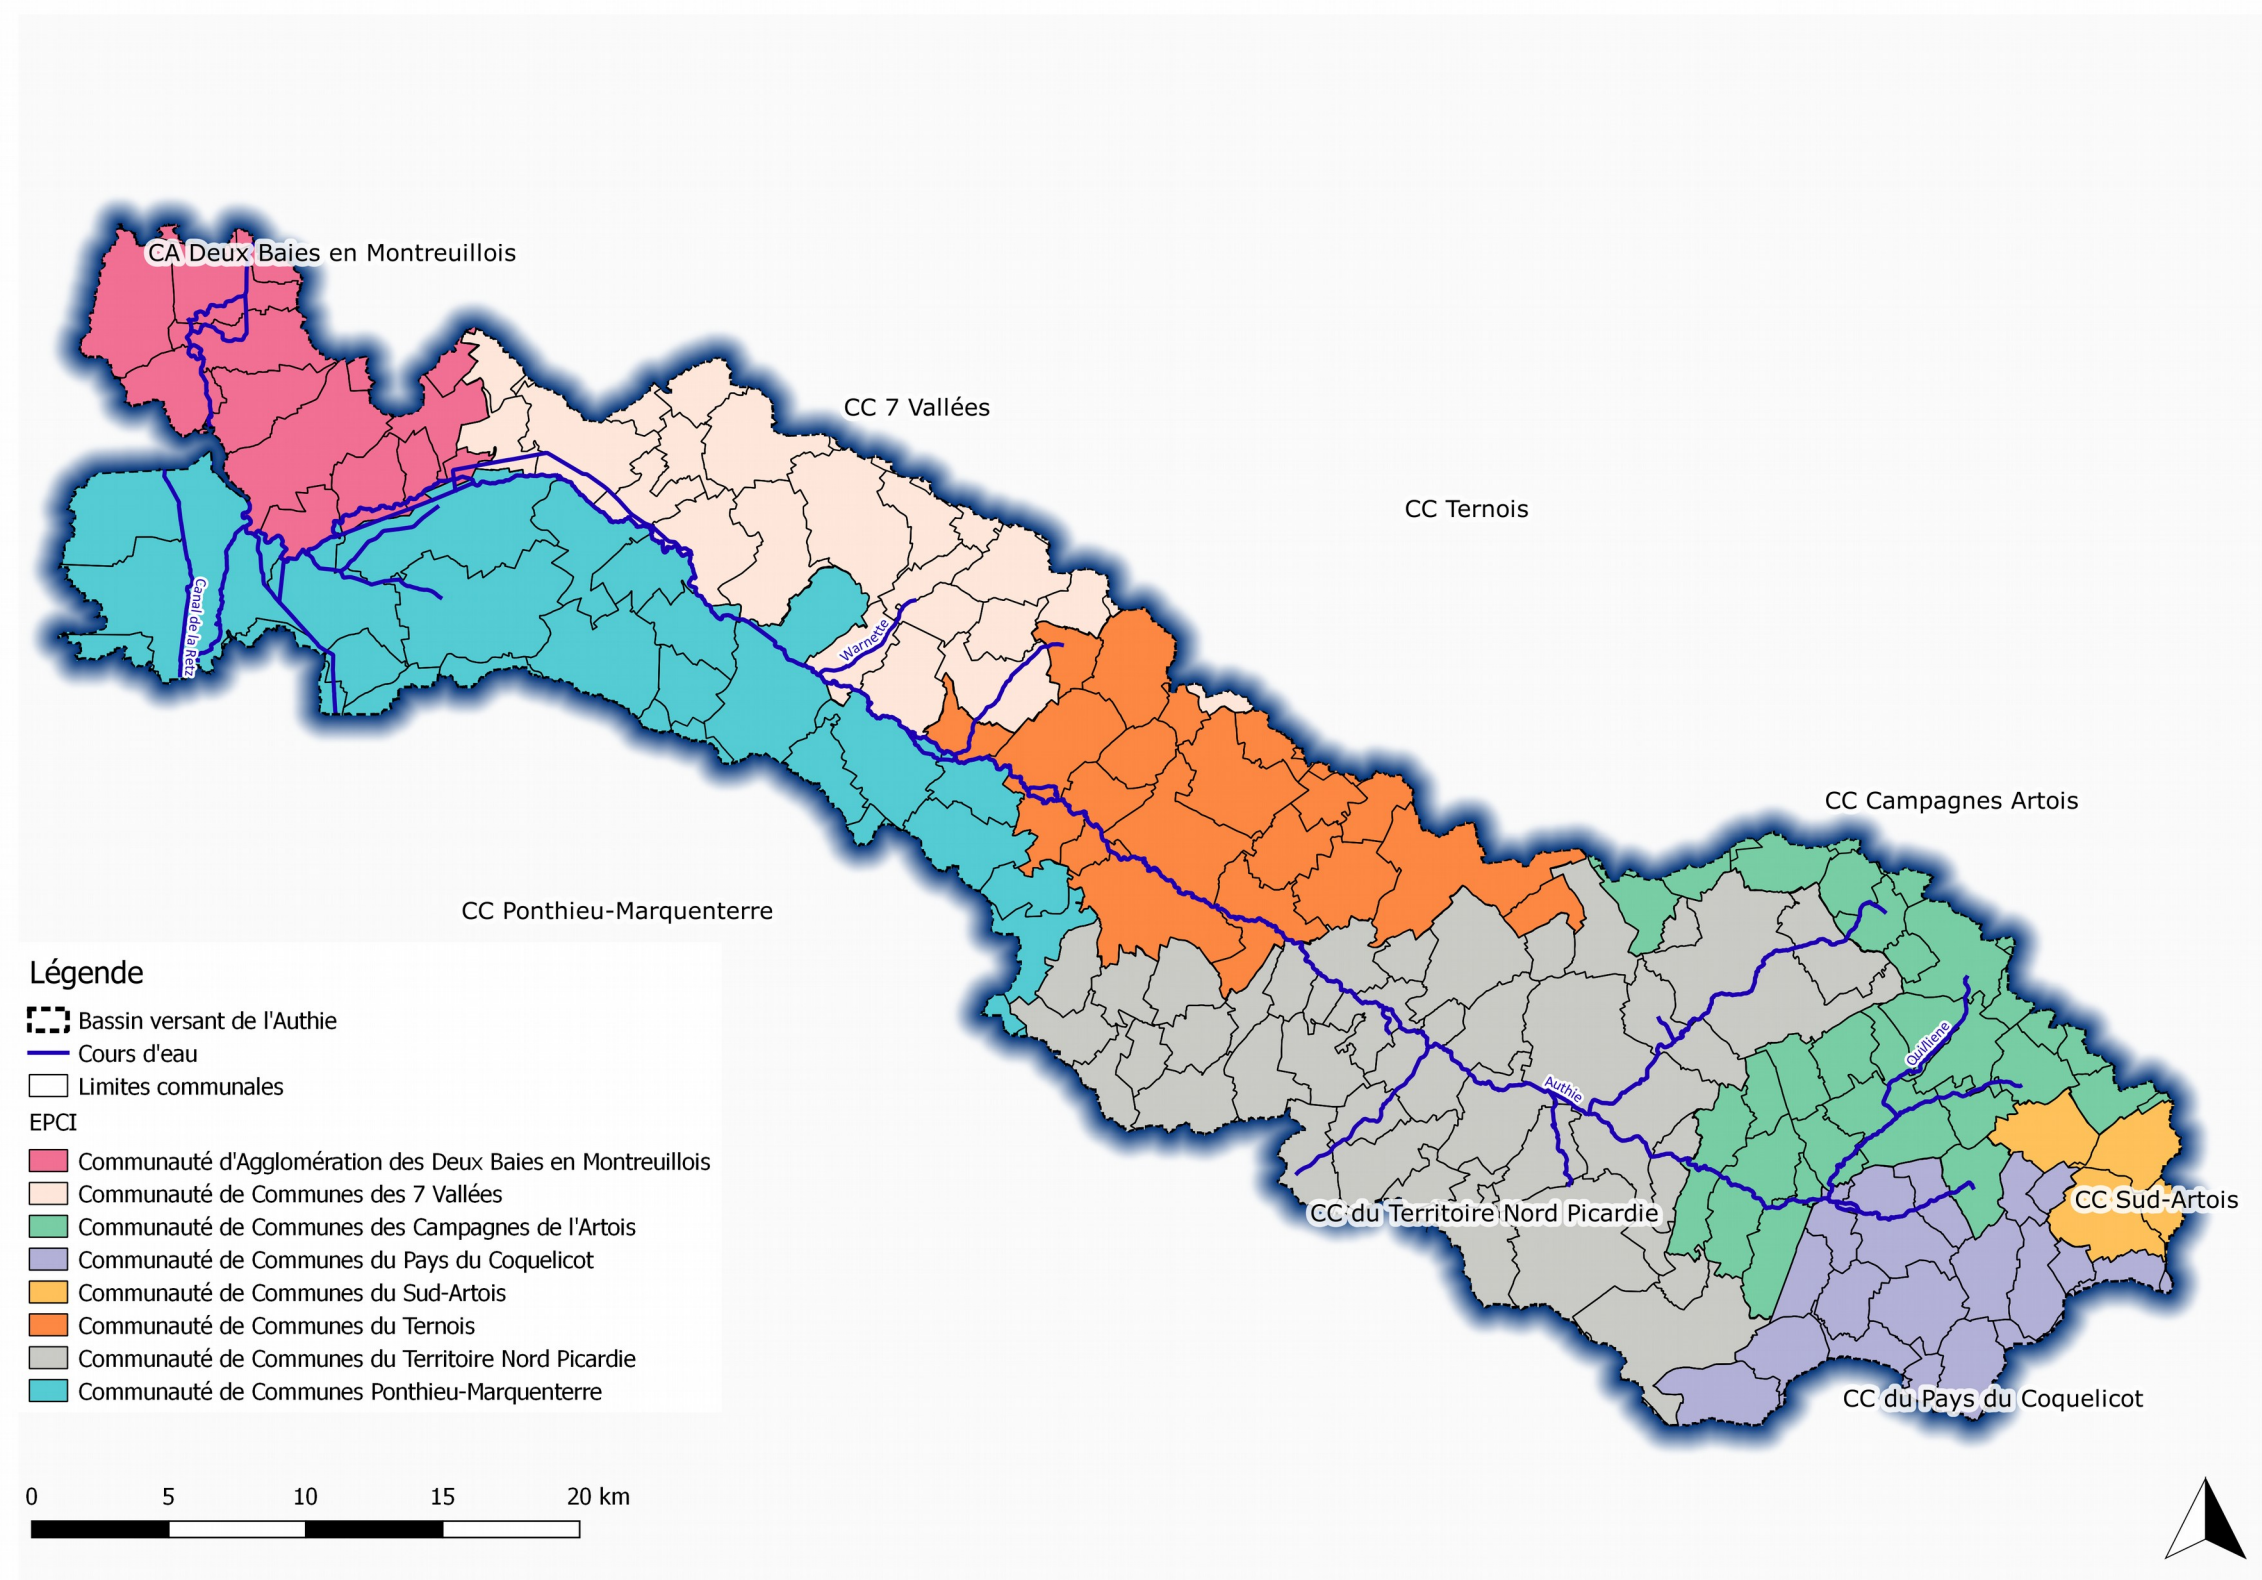 CA Deux Baies en Montreuillois
CC 7 Vallées
CC Ternois
Canal de la Retz
Warnette
CC Campagnes Artois
CC Ponthieu-Marquenterre
Quilliene
Authie
CC du Territoire Nord Picardie
CC Sud-Artois
CC du Pays du Coquelicot
Légende
Bassin versant de l'Authie
Cours d'eau
Limites communales
EPCI
Communauté d'Agglomération des Deux Baies en Montreuillois
Communauté de Communes des 7 Vallées
Communauté de Communes des Campagnes de l'Artois
Communauté de Communes du Pays du Coquelicot
Communauté de Communes du Sud-Artois
Communauté de Communes du Ternois
Communauté de Communes du Territoire Nord Picardie
Communauté de Communes Ponthieu-Marquenterre
0 5 10 15 20 km